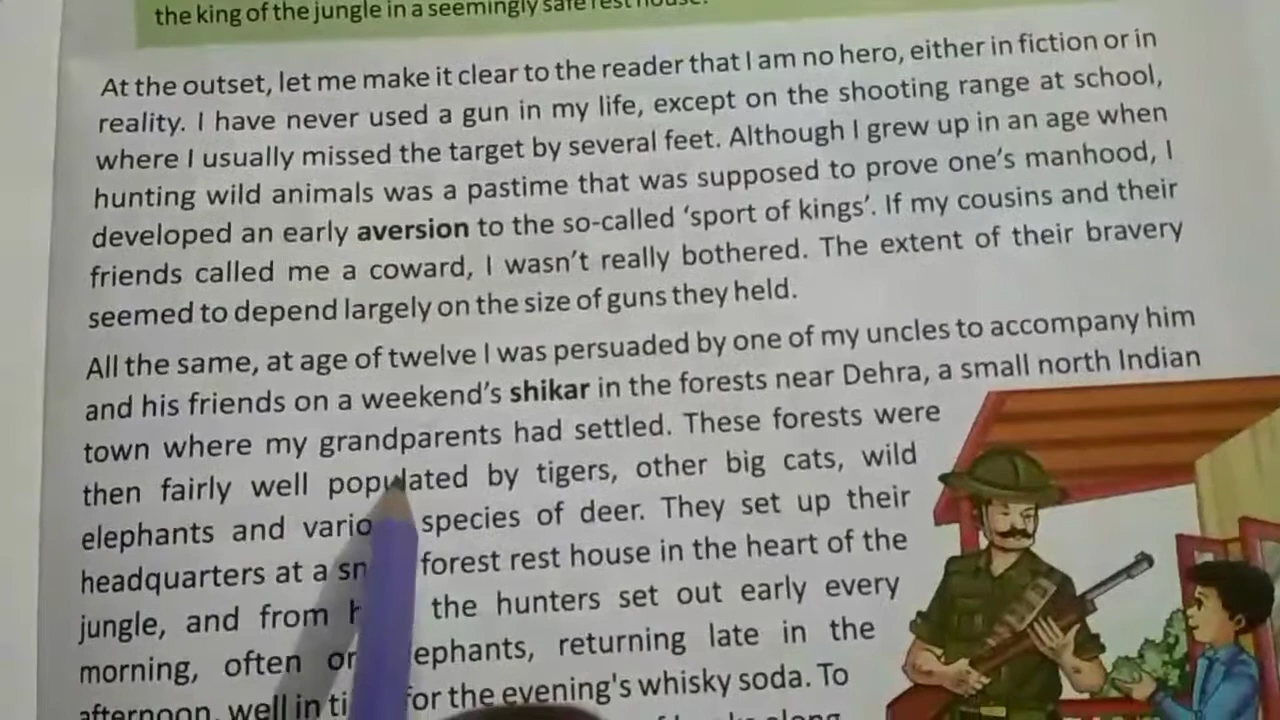 the king of the jungle in a seemingly safe rest house.
At the outset, let me make it clear to the reader that I am no hero, either in fiction or in
reality. I have never used a gun in my life, except on the shooting range at school,
where I usually missed the target by several feet. Although I grew up in an age when
hunting wild animals was a pastime that was supposed to prove one's manhood, I
developed an early aversion to the so-called 'sport of kings'. If my cousins and their
friends called me a coward, I wasn't really bothered. The extent of their bravery
seemed to depend largely on the size of guns they held.
All the same, at age of twelve I was persuaded by one of my uncles to accompany him
and his friends on a weekend's shikar in the forests near Dehra, a small north Indian
town where my grandparents had settled. These forests were
then fairly well populated by tigers, other big cats, wild
elephants and species of deer. They set up their
headquarters at a forest rest house in the heart of the
jungle, and from the hunters set out early every
morning, often returning late in the
afternoon, well in for the evening's whisky soda. To